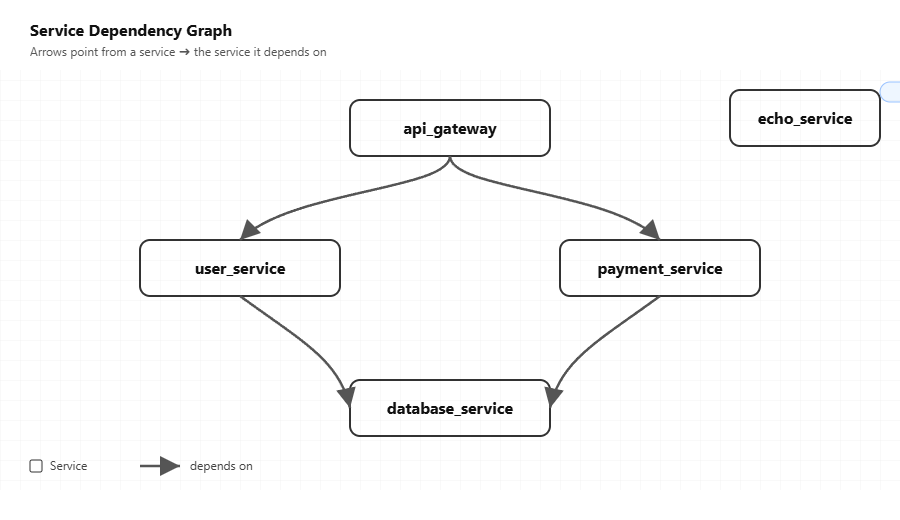 Service Dependency Graph
Arrows point from a service ➔ the service it depends on
api_gateway
echo_service
user_service
payment_service
database_service
Service
depends on